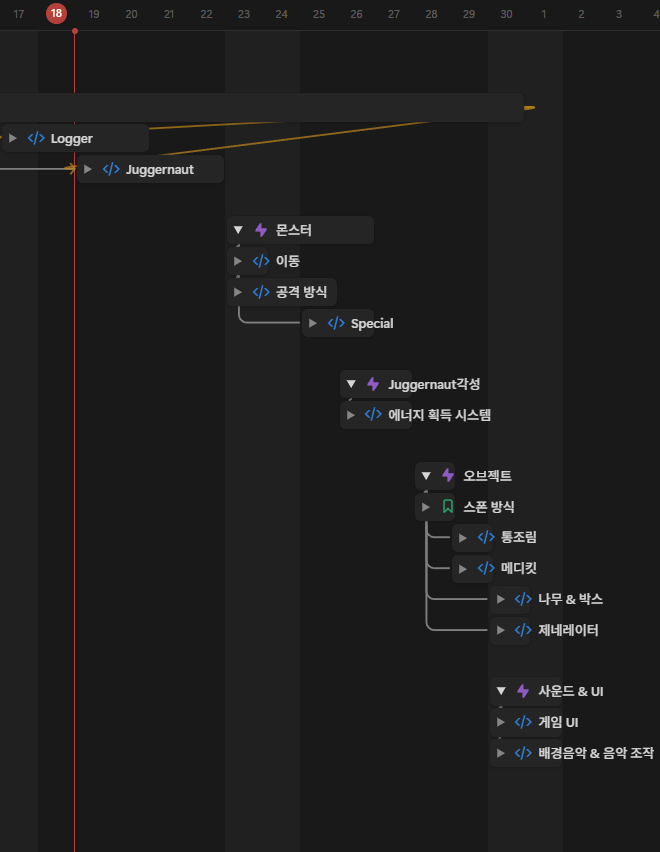 17 18 19 20 21 22 23 24 25 26 27 28 29 30 1 2 3 4
Logger
Juggernaut
몬스터
이동
공격 방식
Special
Juggernaut각성
에너지 획득 시스템
오브젝트
스폰 방식
통조림
메디킷
나무 & 박스
제네레이터
사운드 & UI
게임 UI
배경음악 & 음악 조작